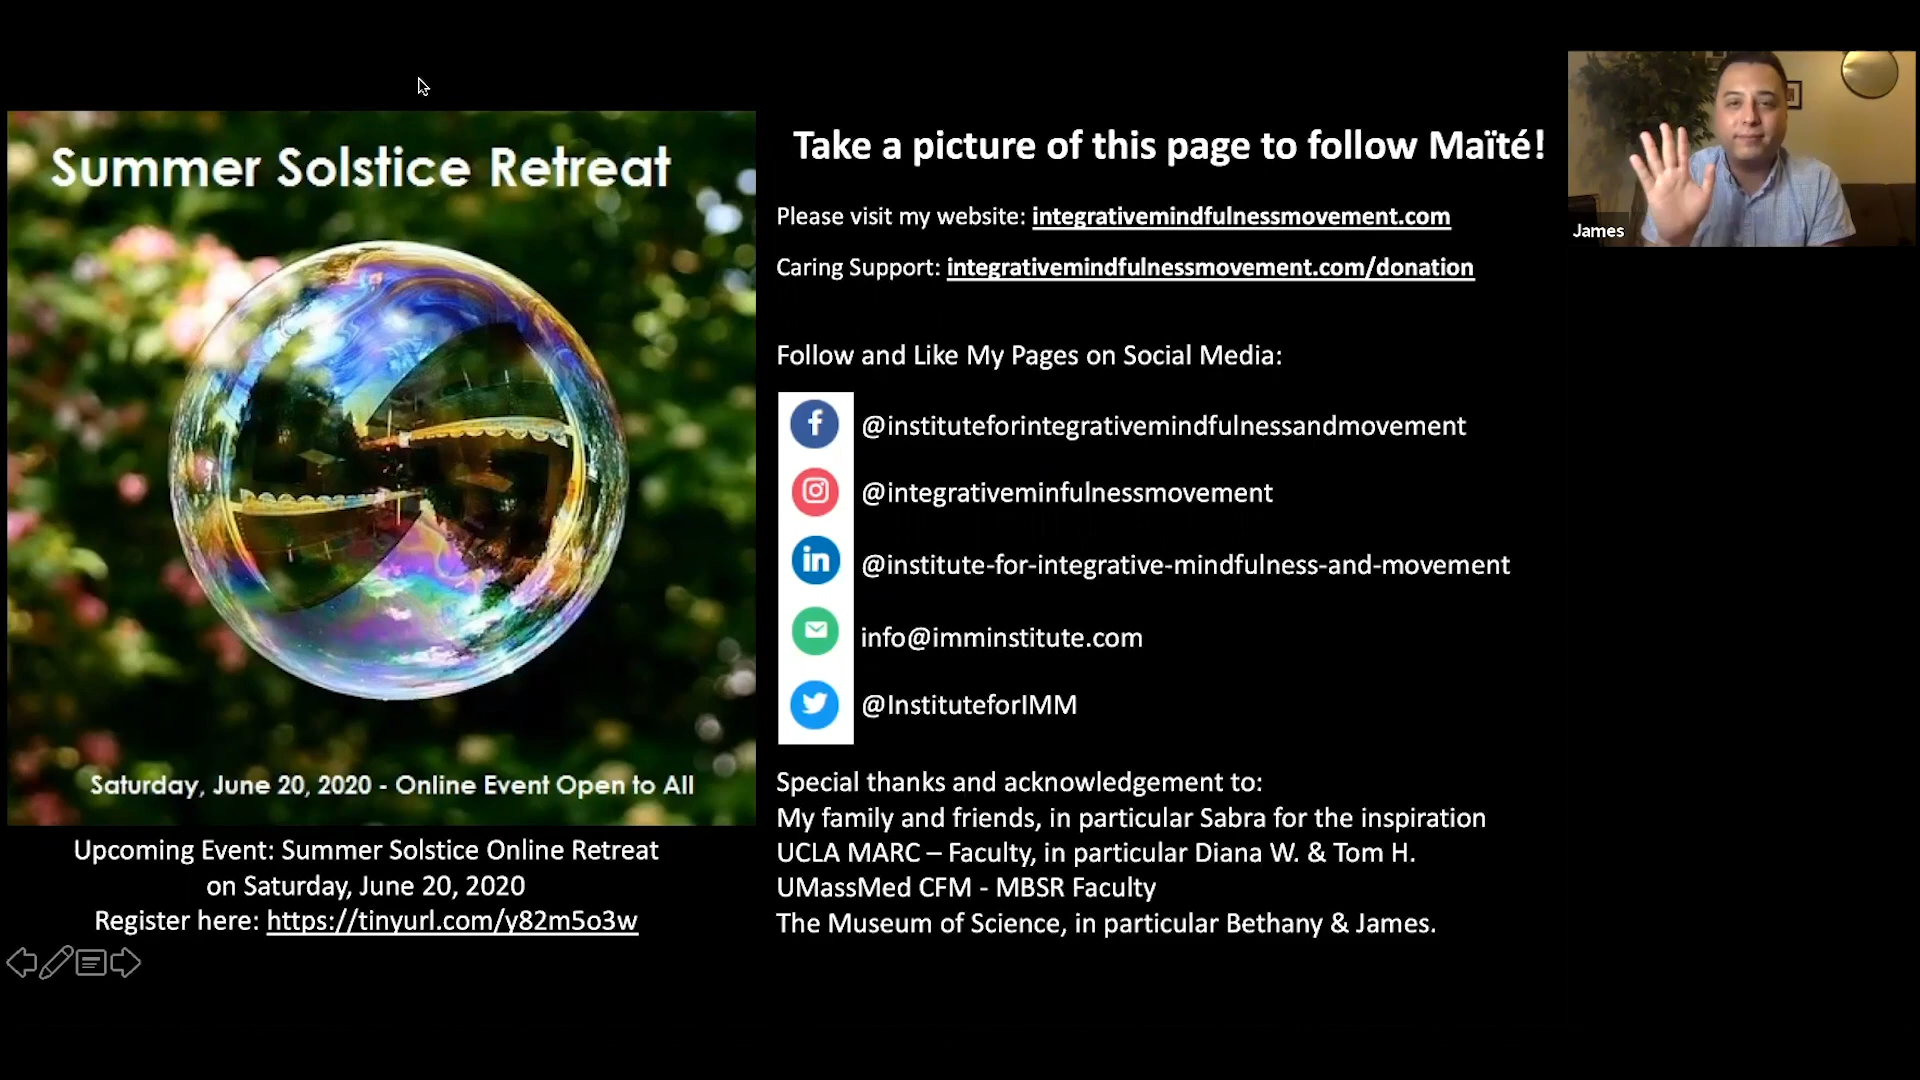 Summer Solstice Retreat
Saturday, June 20, 2020 - Online Event Open to All
Upcoming Event: Summer Solstice Online Retreat
on Saturday, June 20, 2020
Register here: https://tinyurl.com/y82m5o3w
Take a picture of this page to follow Maïté!
Please visit my website: integrativemindfulnessmovement.com
Caring Support: integrativemindfulnessmovement.com/donation
Follow and Like My Pages on Social Media:
f @instituteforintegrativemindfulnessandmovement
@integrativeminfulnessmovement
in @institute-for-integrative-mindfulness-and-movement
info@imminstitute.com
@InstituteforIMM
Special thanks and acknowledgement to:
My family and friends, in particular Sabra for the inspiration
UCLA MARC – Faculty, in particular Diana W. & Tom H.
UMassMed CFM - MBSR Faculty
The Museum of Science, in particular Bethany & James.
James